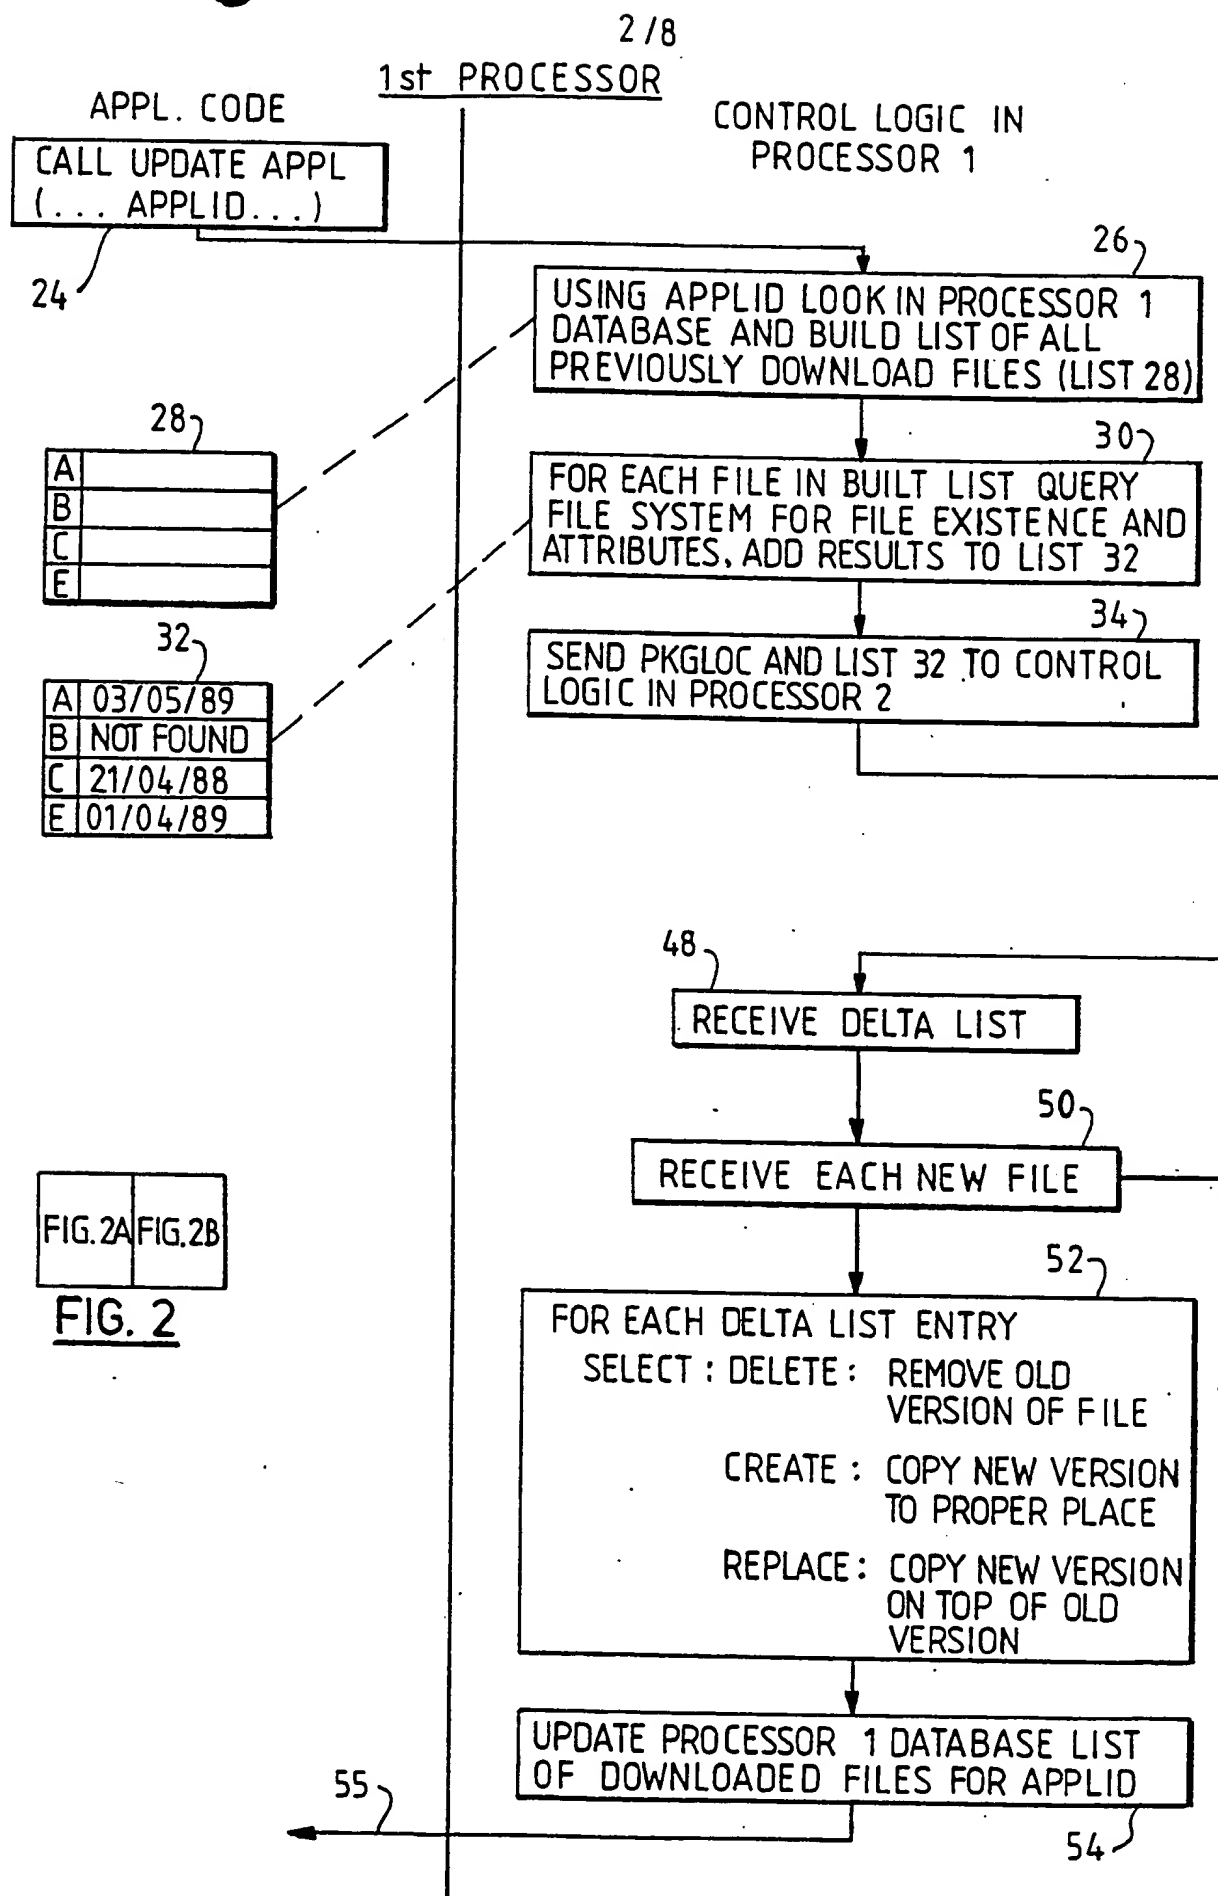 2/8
1st PROCESSOR
APPL. CODE
CONTROL LOGIC IN
PROCESSOR 1
CALL UPDATE APPL
(... APPLID...)
24
26
USING APPLID LOOK IN PROCESSOR 1
DATABASE AND BUILD LIST OF ALL
PREVIOUSLY DOWNLOAD FILES (LIST 28)
28
A
B
C
E
30
FOR EACH FILE IN BUILT LIST QUERY
FILE SYSTEM FOR FILE EXISTENCE AND
ATTRIBUTES, ADD RESULTS TO LIST 32
32
A 03/05/89
B NOT FOUND
C 21/04/88
E 01/04/89
34
SEND PKGLOC AND LIST 32 TO CONTROL
LOGIC IN PROCESSOR 2
48
RECEIVE DELTA LIST
50
RECEIVE EACH NEW FILE
FIG. 2A FIG. 2B
FIG. 2
52
FOR EACH DELTA LIST ENTRY
SELECT : DELETE : REMOVE OLD
VERSION OF FILE
CREATE : COPY NEW VERSION
TO PROPER PLACE
REPLACE : COPY NEW VERSION
ON TOP OF OLD
VERSION
UPDATE PROCESSOR 1 DATABASE LIST
OF DOWNLOADED FILES FOR APPLID
55
54